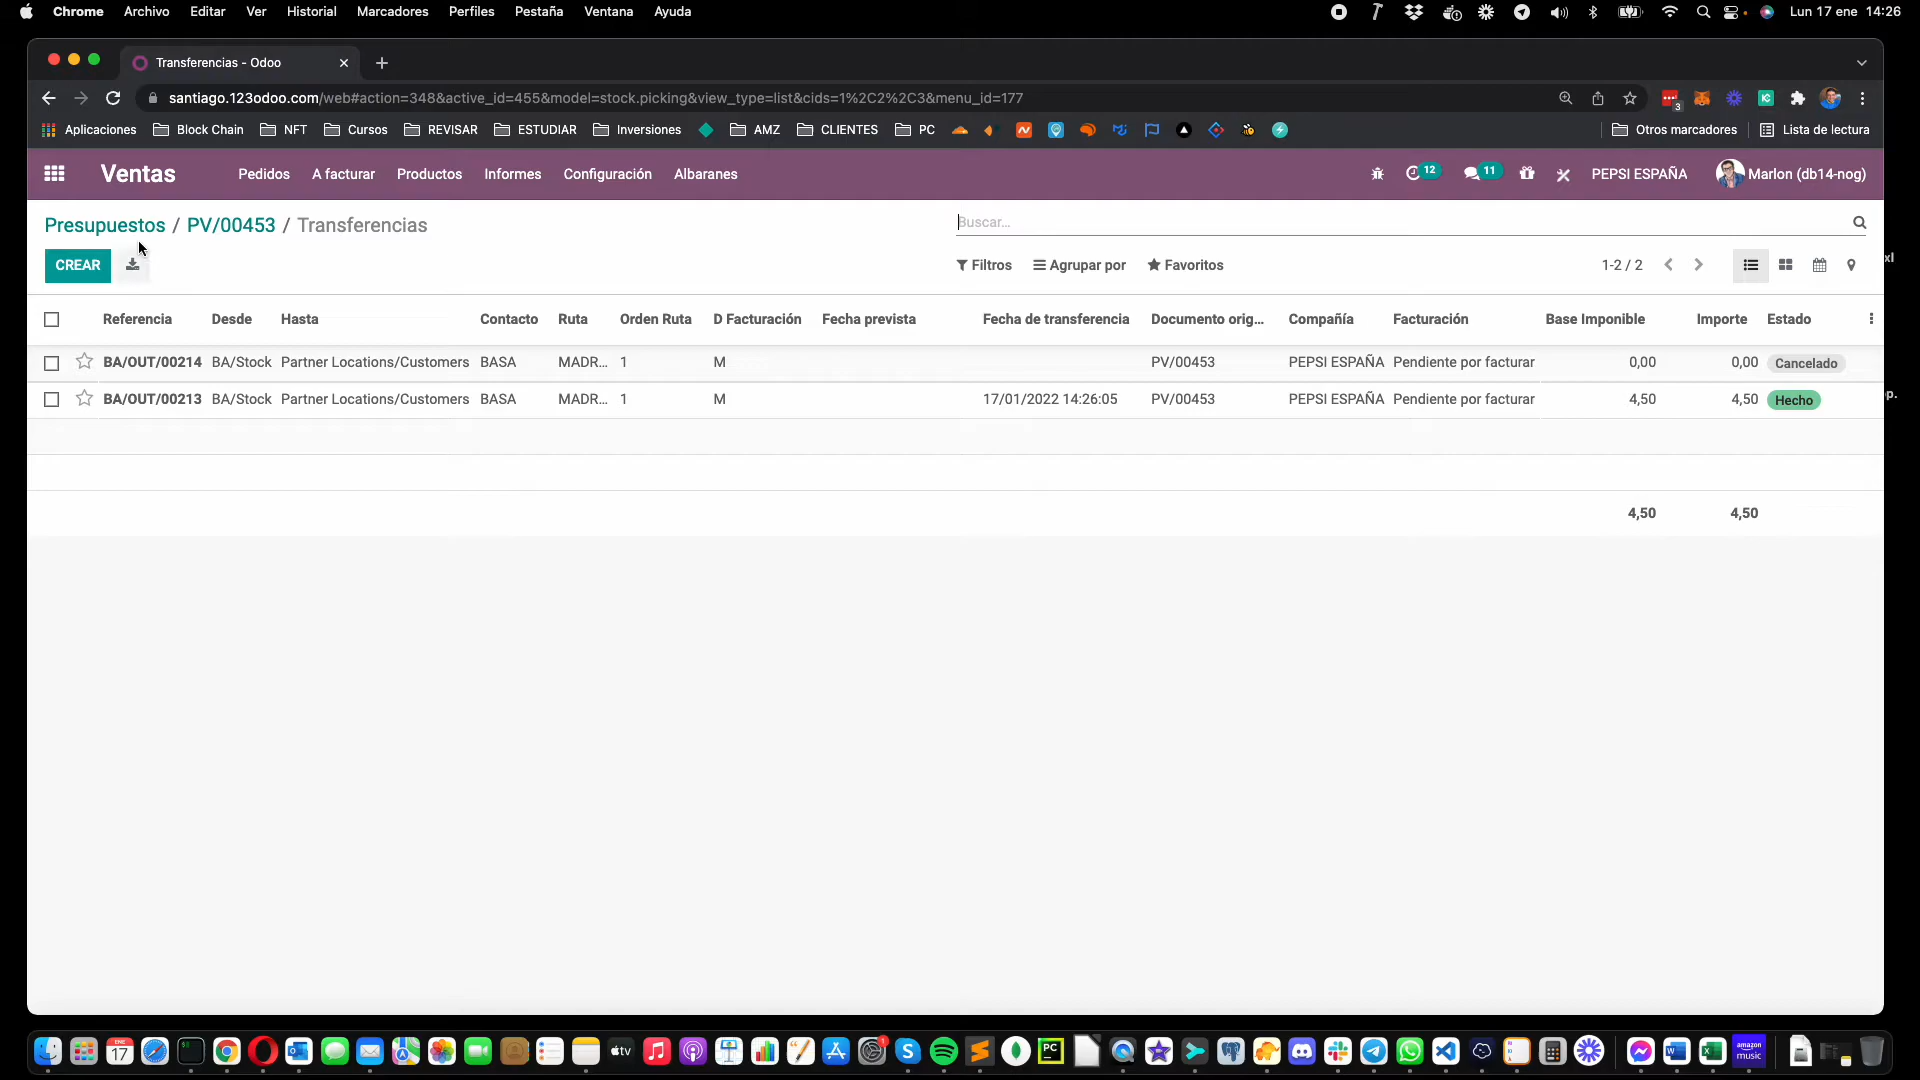 Chrome Archivo Editar Ver Historial Marcadores Perfiles Pestaña Ventana Ayuda Lun 17 ene 14:26
Transferencias - Odoo
santiago.123odoo.com/web#action=348&active_id=455&model=stock.picking&view_type=list&cids=1%2C2%2C3&menu_id=177 3
Aplicaciones Block Chain NFT Cursos REVISAR ESTUDIAR Inversiones AMZ CLIENTES PC Otros marcadores Lista de lectura
Ventas Pedidos A facturar Productos Informes Configuración Albaranes 12 11 PEPSI ESPAÑA Marlon (db14-nog)
Presupuestos / PV/00453 / Transferencias Buscar...
CREAR Filtros Agrupar por Favoritos 1-2 / 2
Referencia Desde Hasta Contacto Ruta Orden Ruta D Facturación Fecha prevista Fecha de transferencia Documento orig... Compañía Facturación Base Imponible Importe Estado
BA/OUT/00214 BA/Stock Partner Locations/Customers BASA MADR... 1 M PV/00453 PEPSI ESPAÑA Pendiente por facturar 0,00 0,00 Cancelado
BA/OUT/00213 BA/Stock Partner Locations/Customers BASA MADR... 1 M 17/01/2022 14:26:05 PV/00453 PEPSI ESPAÑA Pendiente por facturar 4,50 4,50 Hecho
4,50 4,50
ENE 17 tv 1 PC amazon music